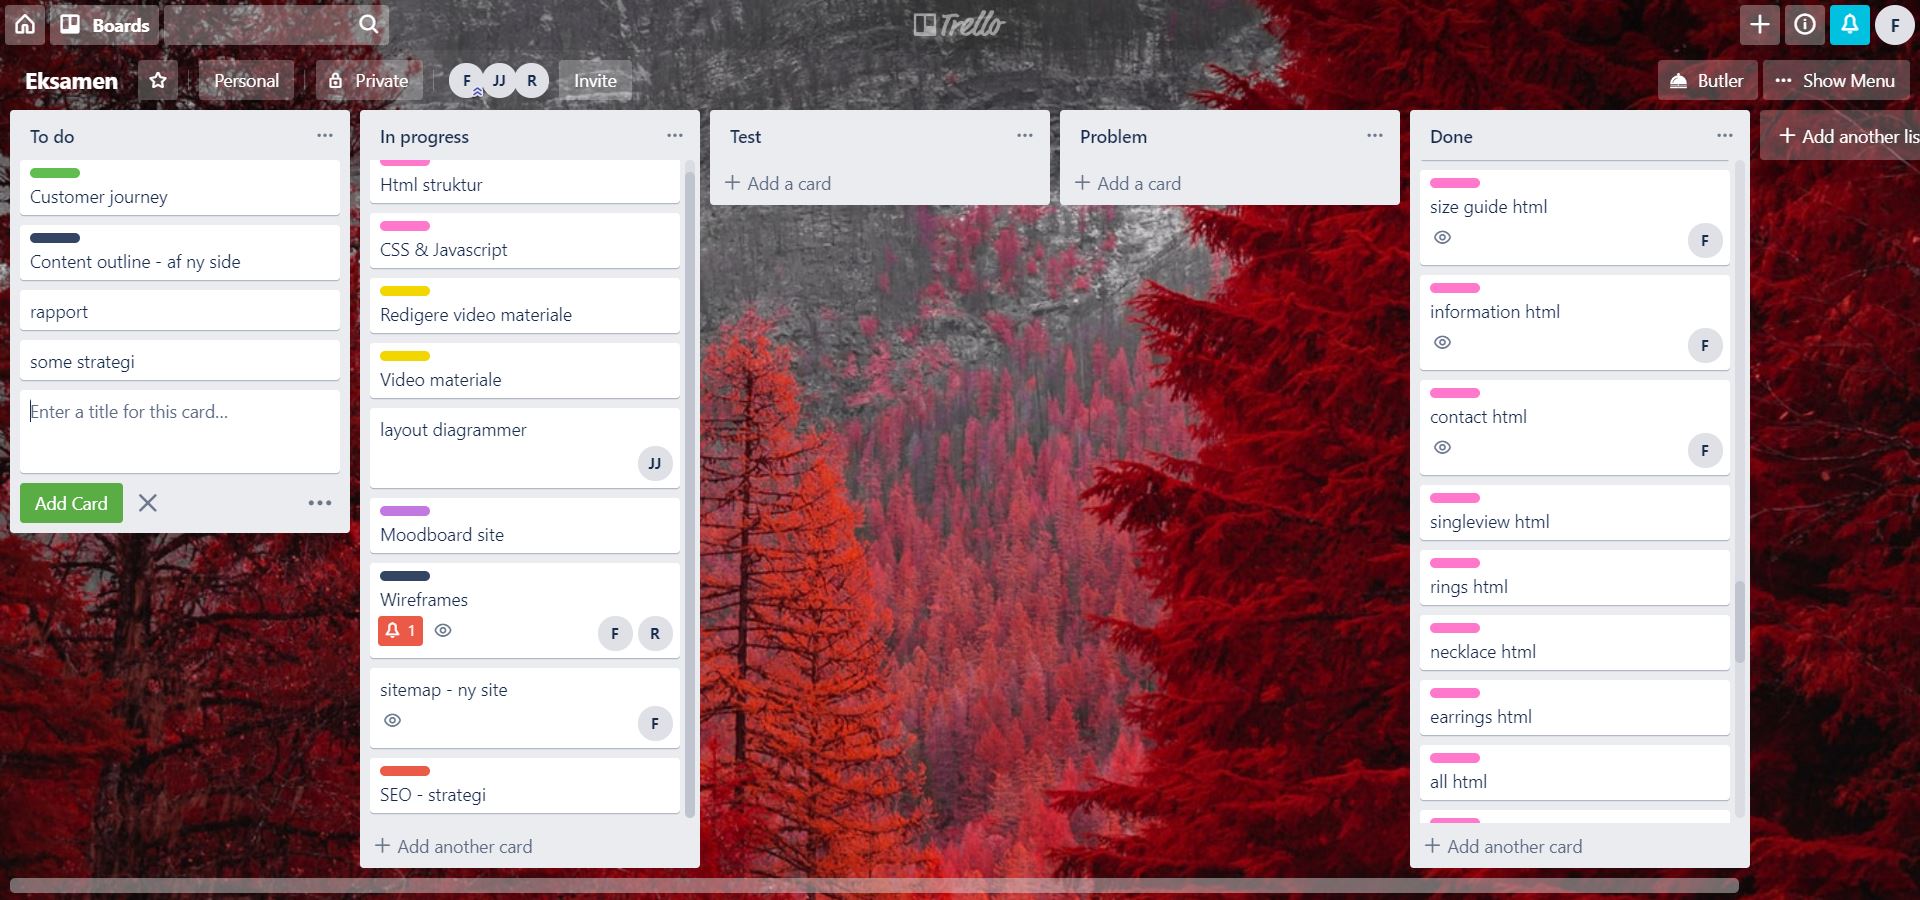 Boards
Trello
F
Eksamen
Personal
Private
F JJ R
Invite
Butler
··· Show Menu
To do
Customer journey
Content outline - af ny side
rapport
some strategi
Enter a title for this card...
Add Card
In progress
Html struktur
CSS & Javascript
Redigere video materiale
Video materiale
layout diagrammer
JJ
Moodboard site
Wireframes
1
F R
sitemap - ny site
F
SEO - strategi
+ Add another card
Test
+ Add a card
Problem
+ Add a card
Done
size guide html
F
information html
F
contact html
F
singleview html
rings html
necklace html
earrings html
all html
+ Add another card
+ Add another lis